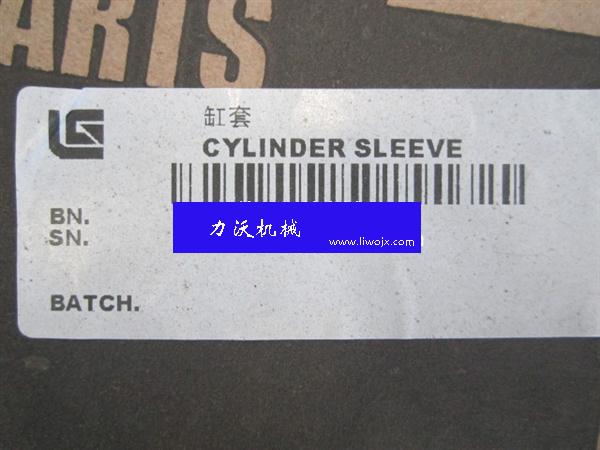 ARTS
缸套
CYLINDER SLEEVE
BN.
SN.
力沃机械
www.liwojx.com
BATCH.